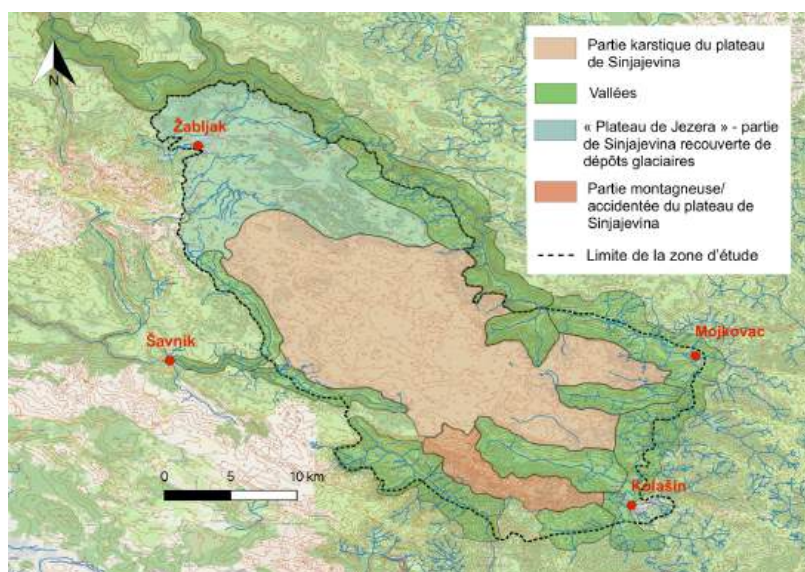 Partie karstique du plateau
de Sinjajevina
Vallées
« Plateau de Jezera » - partie
de Sinjajevina recouverte de
dépôts glaciaires
Partie montagneuse/
accidentée du plateau de
Sinjajevina
Limite de la zone d'étude
N
Žabljak
Šavnik
Mojkovac
Kolašin
0 5 10 km